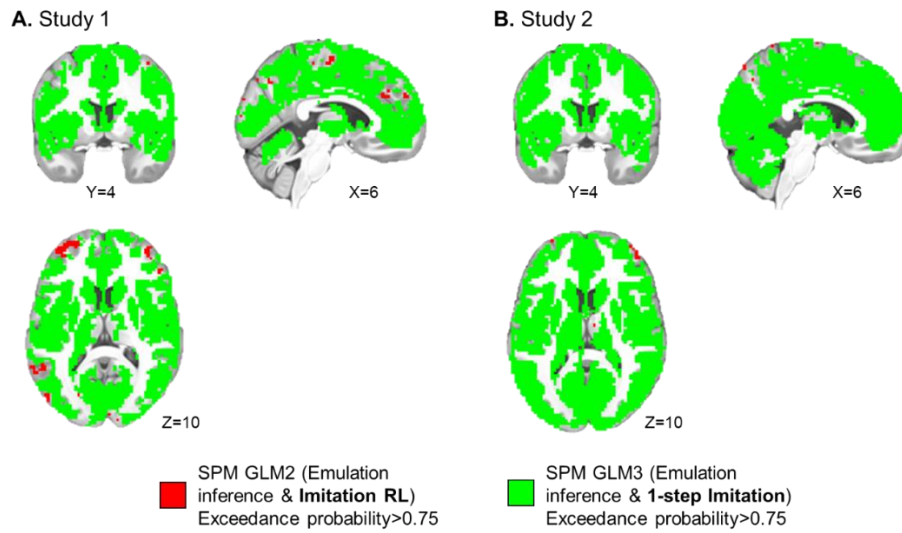 A. Study 1
Y=4
X=6
Z=10
B. Study 2
Y=4
X=6
Z=10
SPM GLM2 (Emulation
inference & Imitation RL)
Exceedance probability>0.75
SPM GLM3 (Emulation
inference & 1-step Imitation)
Exceedance probability>0.75